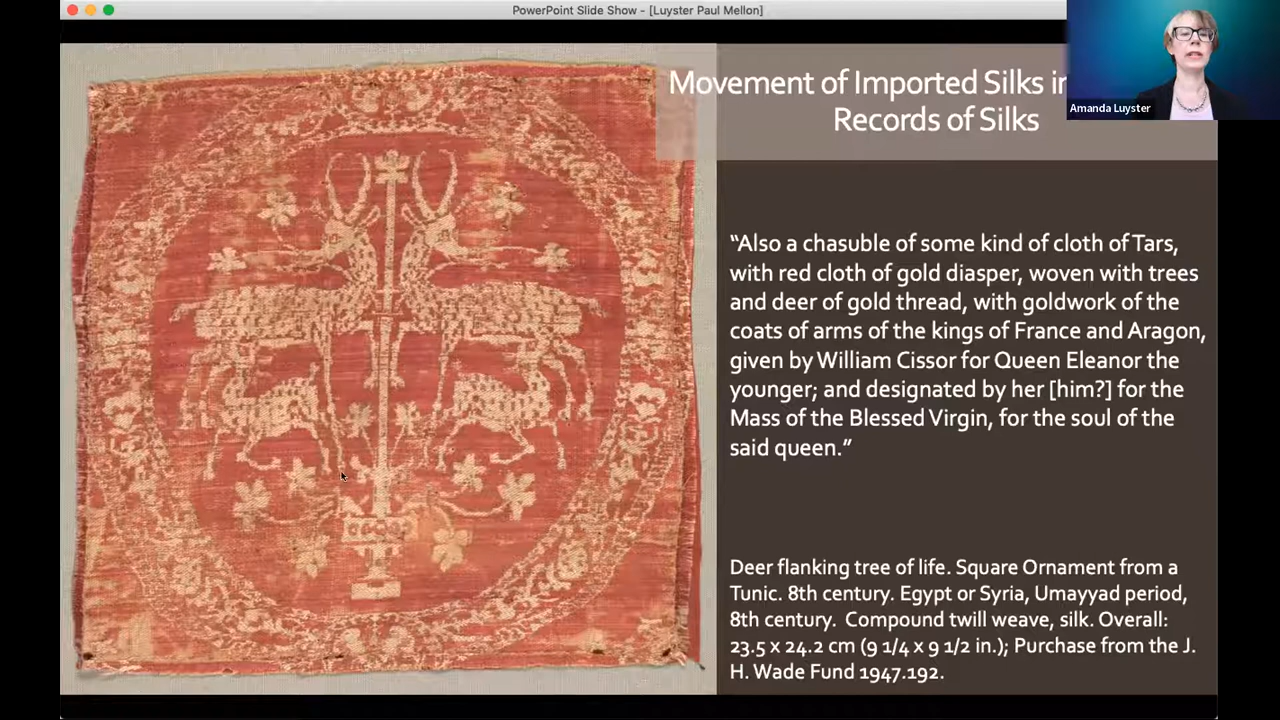 PowerPoint Slide Show - [Luyster Paul Mellon]
Movement of Imported Silks
Records of Silks
Amanda Luyster
“Also a chasuble of some kind of cloth of Tars,
with red cloth of gold diasper, woven with trees
and deer of gold thread, with goldwork of the
coats of arms of the kings of France and Aragon,
given by William Cissor for Queen Eleanor the
younger; and designated by her [him?] for the
Mass of the Blessed Virgin, for the soul of the
said queen.”
Deer flanking tree of life. Square Ornament from a
Tunic. 8th century. Egypt or Syria, Umayyad period,
8th century.  Compound twill weave, silk. Overall:
23.5 x 24.2 cm (9 1/4 x 9 1/2 in.); Purchase from the J.
H. Wade Fund 1947.192.